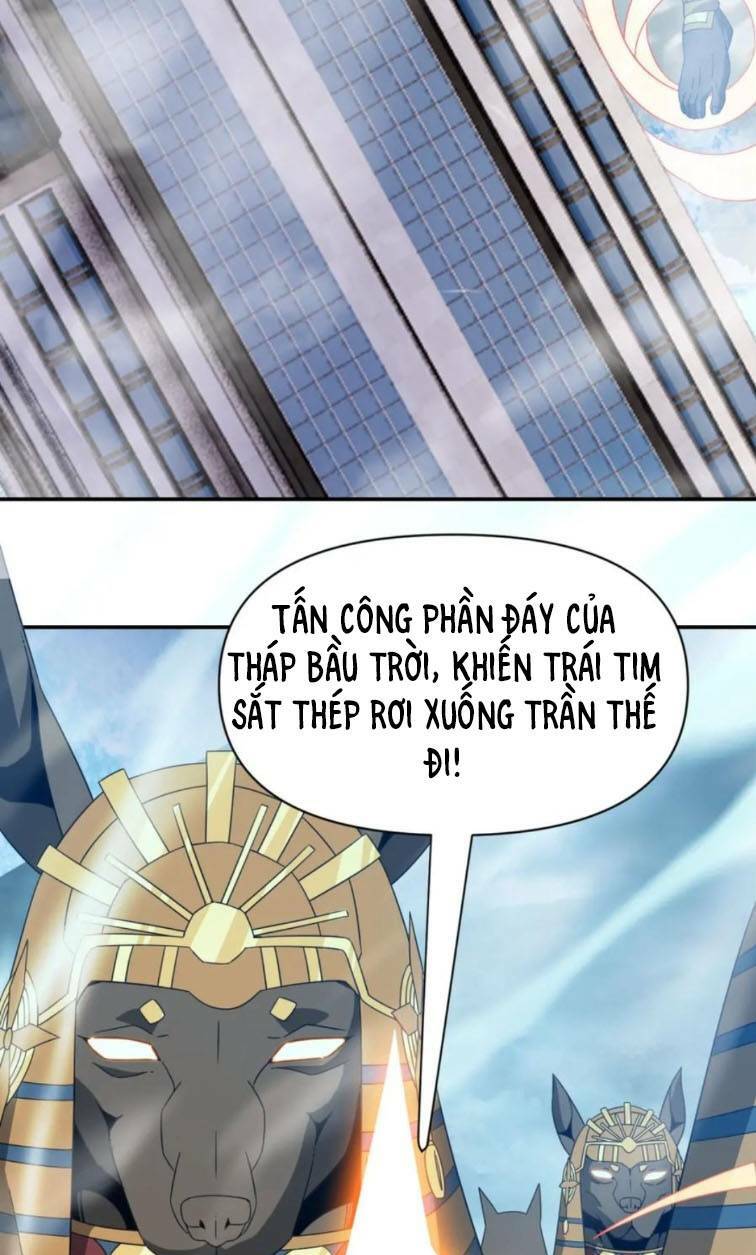 TẤN CÔNG PHẦN ĐÁY CỦA
THÁP BẦU TRỜI, KHIẾN TRÁI TIM
SẮT THÉP RƠI XUỐNG TRẦN THẾ
ĐI!